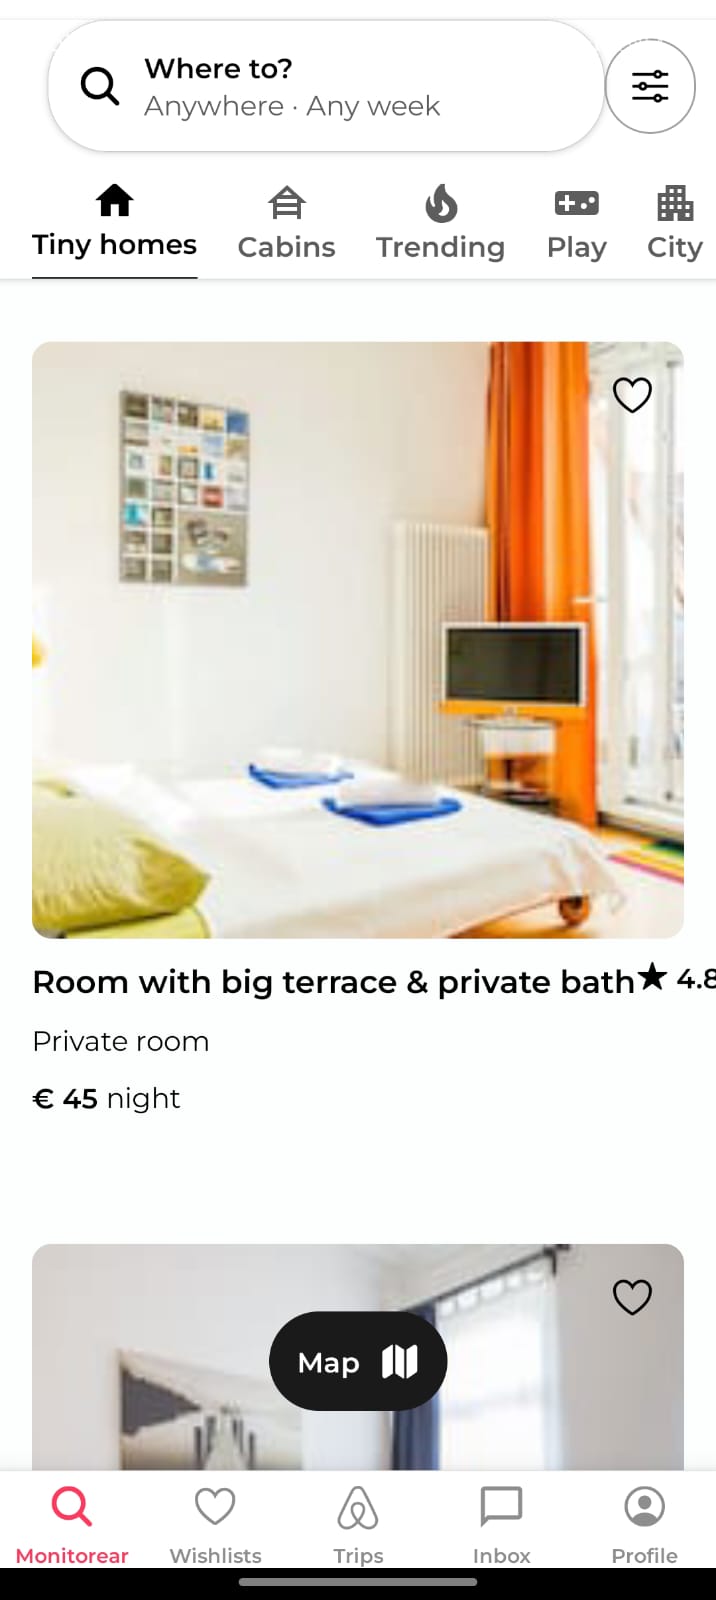 Where to?
Anywhere · Any week
Tiny homes
Cabins
Trending
Play
City
Room with big terrace & private bath ★ 4.8
Private room
€ 45 night
Map
Monitorear
Wishlists
Trips
Inbox
Profile